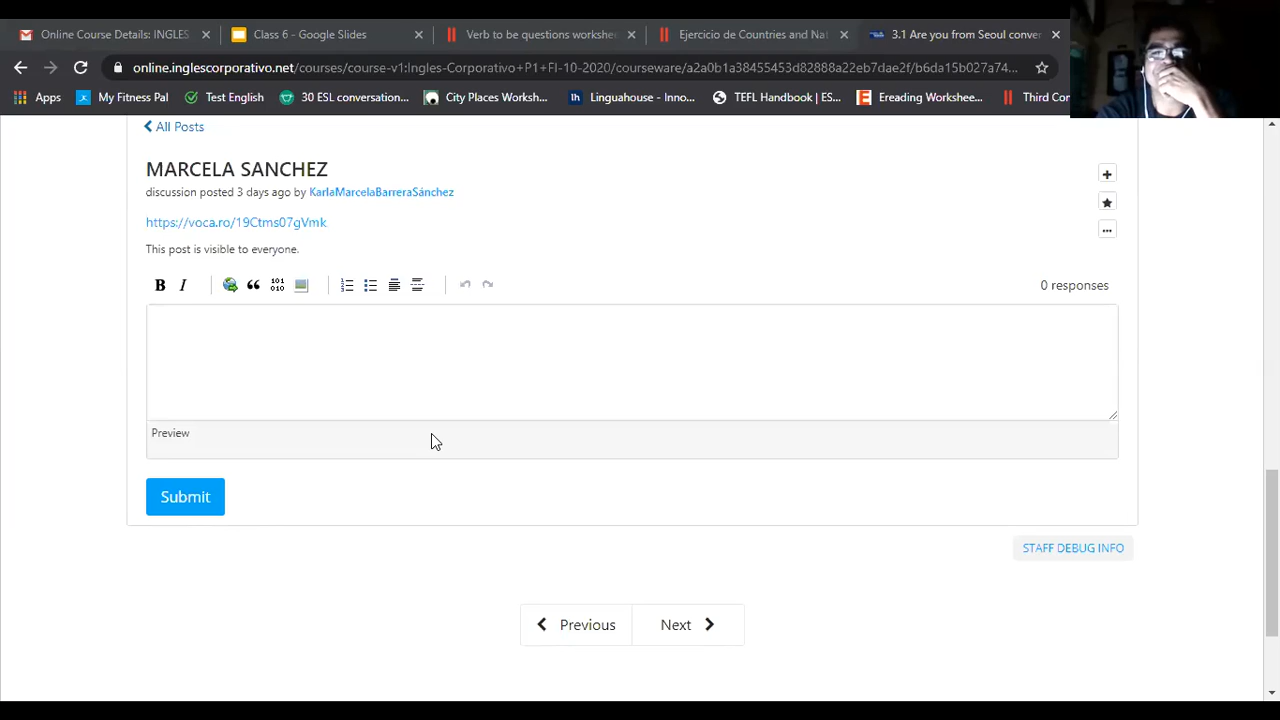 Online Course Details: INGLES
Class 6 - Google Slides
Verb to be questions workshe
Ejercicio de Countries and Nat
3.1 Are you from Seoul conver
online.inglescorporativo.net/courses/course-v1:Ingles-Corporativo+P1+FI-10-2020/courseware/a2a0b1a38455453d82888a22eb7dae2f/b6da15b027a74...
Apps
My Fitness Pal
Test English
30 ESL conversation...
City Places Worksh...
Linguahouse - Inno...
TEFL Handbook | ES...
Ereading Workshee...
Third Con
All Posts
MARCELA SANCHEZ
discussion posted 3 days ago by KarlaMarcelaBarreraSánchez
https://voca.ro/19Ctms07gVmk
This post is visible to everyone.
B I
0 responses
Preview
Submit
STAFF DEBUG INFO
Previous
Next